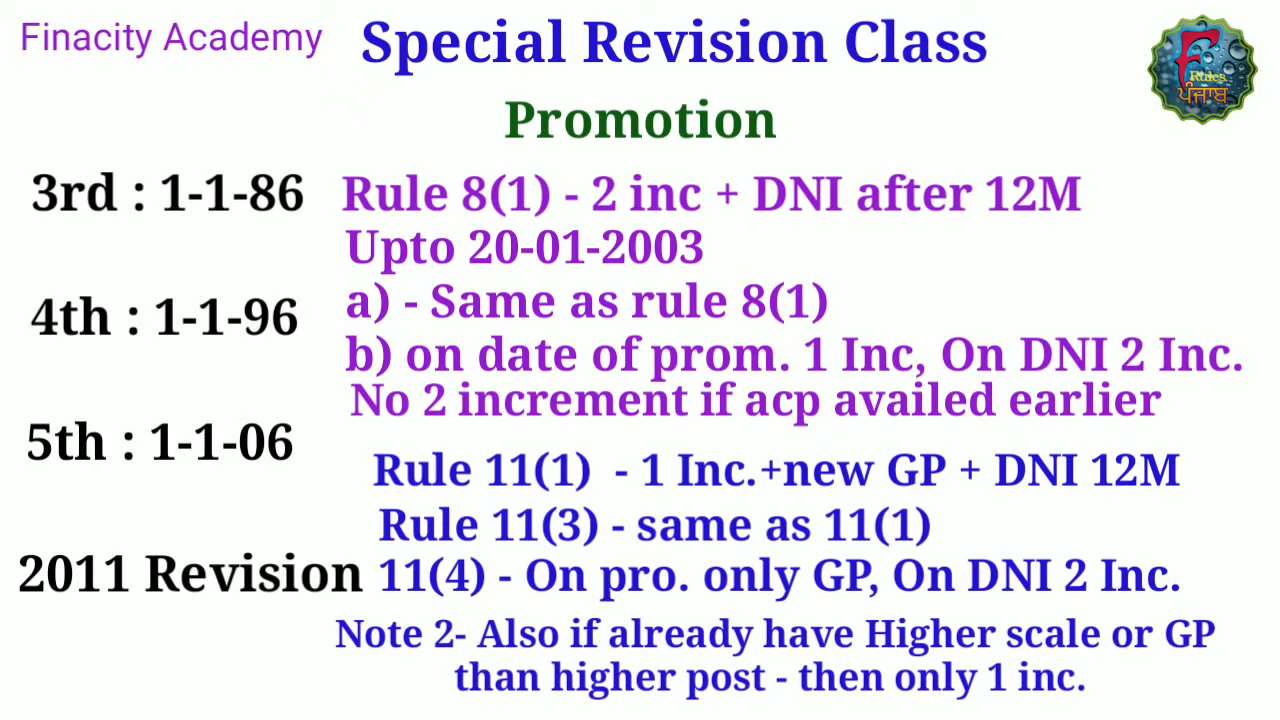 Finacity Academy
Special Revision Class
F
Rules
ਪੰਜਾਬ
Promotion
3rd : 1-1-86
Rule 8(1) - 2 inc + DNI after 12M
Upto 20-01-2003
4th : 1-1-96
a) - Same as rule 8(1)
b) on date of prom. 1 Inc, On DNI 2 Inc.
No 2 increment if acp availed earlier
5th : 1-1-06
Rule 11(1) - 1 Inc.+new GP + DNI 12M
Rule 11(3) - same as 11(1)
2011 Revision
11(4) - On pro. only GP, On DNI 2 Inc.
Note 2- Also if already have Higher scale or GP
than higher post - then only 1 inc.